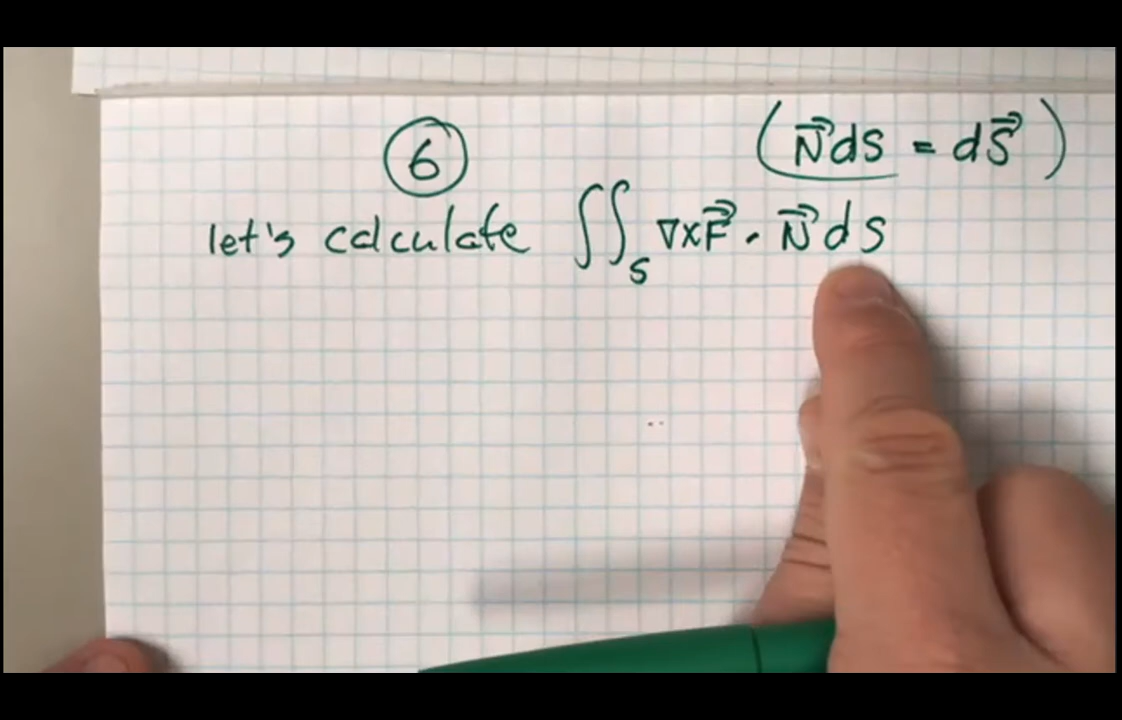 6
(N⃗dS = dS⃗)
let's calculate ∬_S ∇×F⃗ · N⃗dS